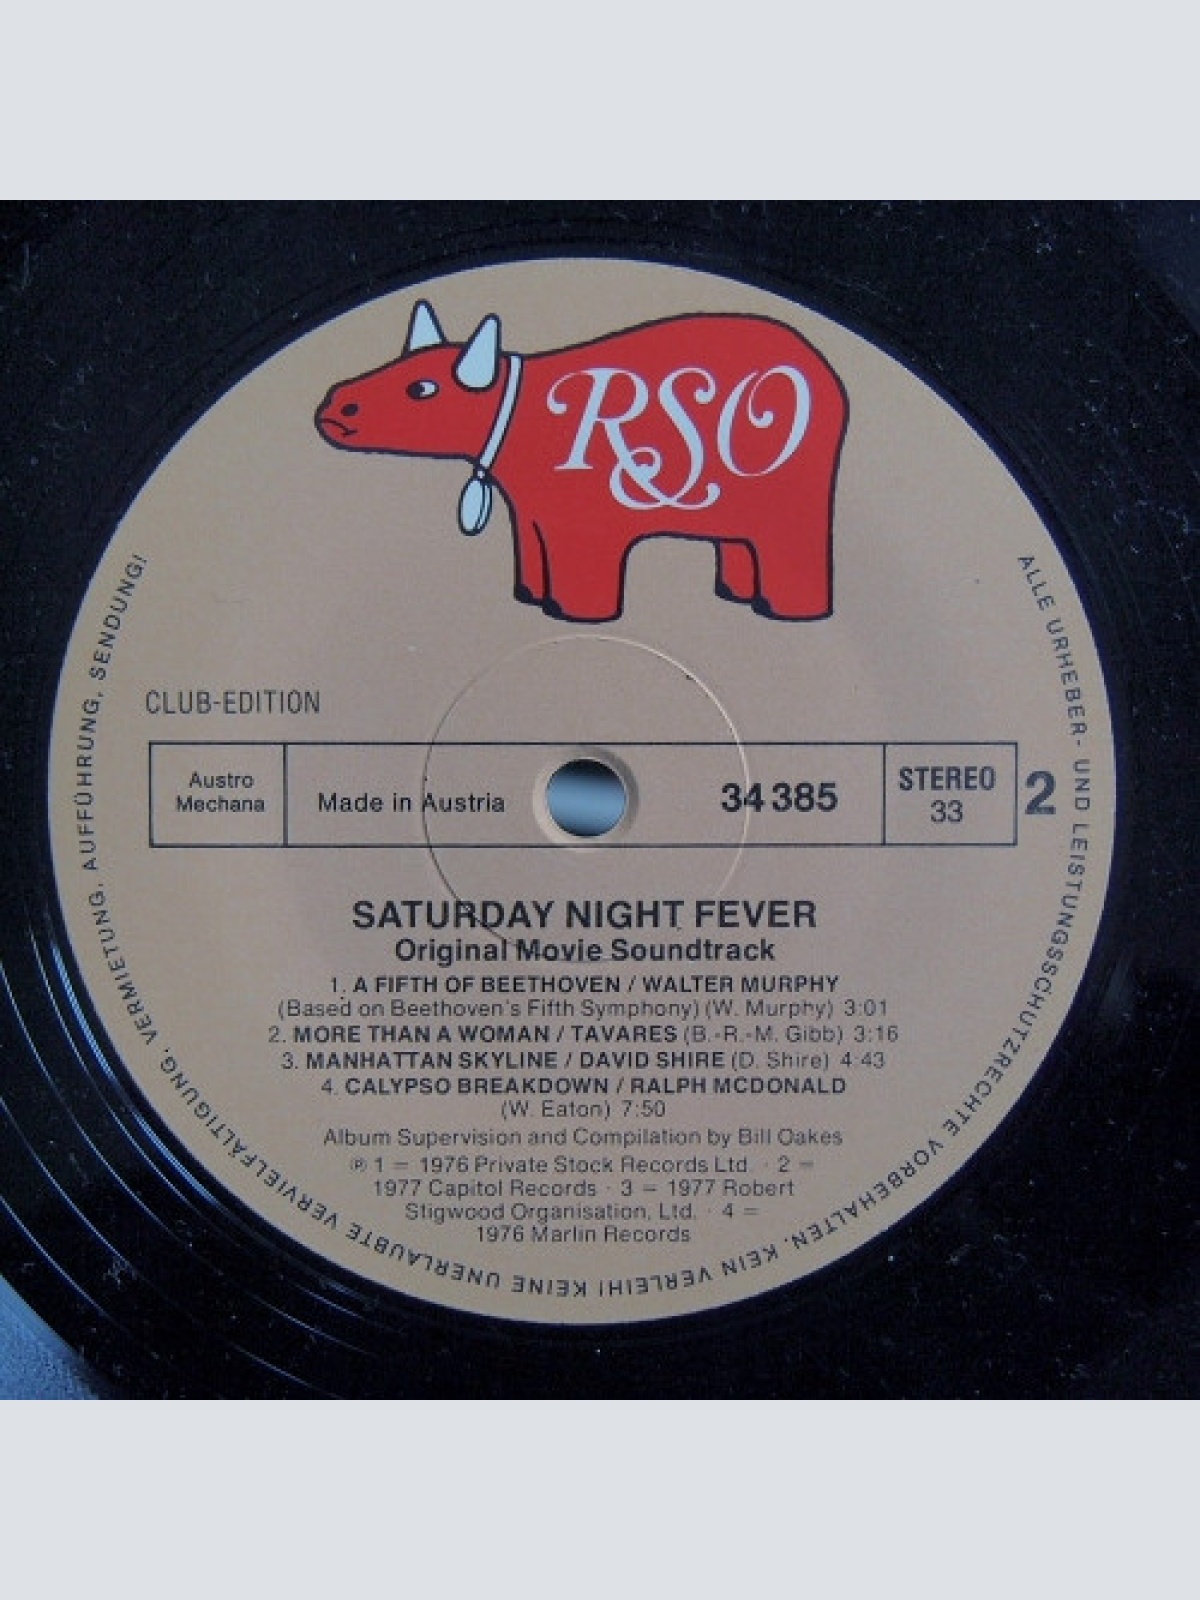 RSO
CLUB-EDITION
Austro
Mechana
Made in Austria
34 385
STEREO
33
2
SATURDAY NIGHT FEVER
Original Movie Soundtrack
1. A FIFTH OF BEETHOVEN / WALTER MURPHY
(Based on Beethoven's Fifth Symphony) (W. Murphy) 3:01
2. MORE THAN A WOMAN / TAVARES (B.-R.-M. Gibb) 3:16
3. MANHATTAN SKYLINE / DAVID SHIRE (D. Shire) 4:43
4. CALYPSO BREAKDOWN / RALPH MCDONALD
(W. Eaton) 7:50
Album Supervision and Compilation by Bill Oakes
℗ 1 = 1976 Private Stock Records Ltd. · 2 =
1977 Capitol Records · 3 = 1977 Robert
Stigwood Organisation, Ltd. · 4 =
1976 Marlin Records
ALLE URHEBER- UND LEISTUNGSSCHUTZRECHTE VORBEHALTEN. KEIN VERLEIH! KEINE UNERLAUBTE VERVIELFÄLTIGUNG, VERMIETUNG, AUFFÜHRUNG, SENDUNG!